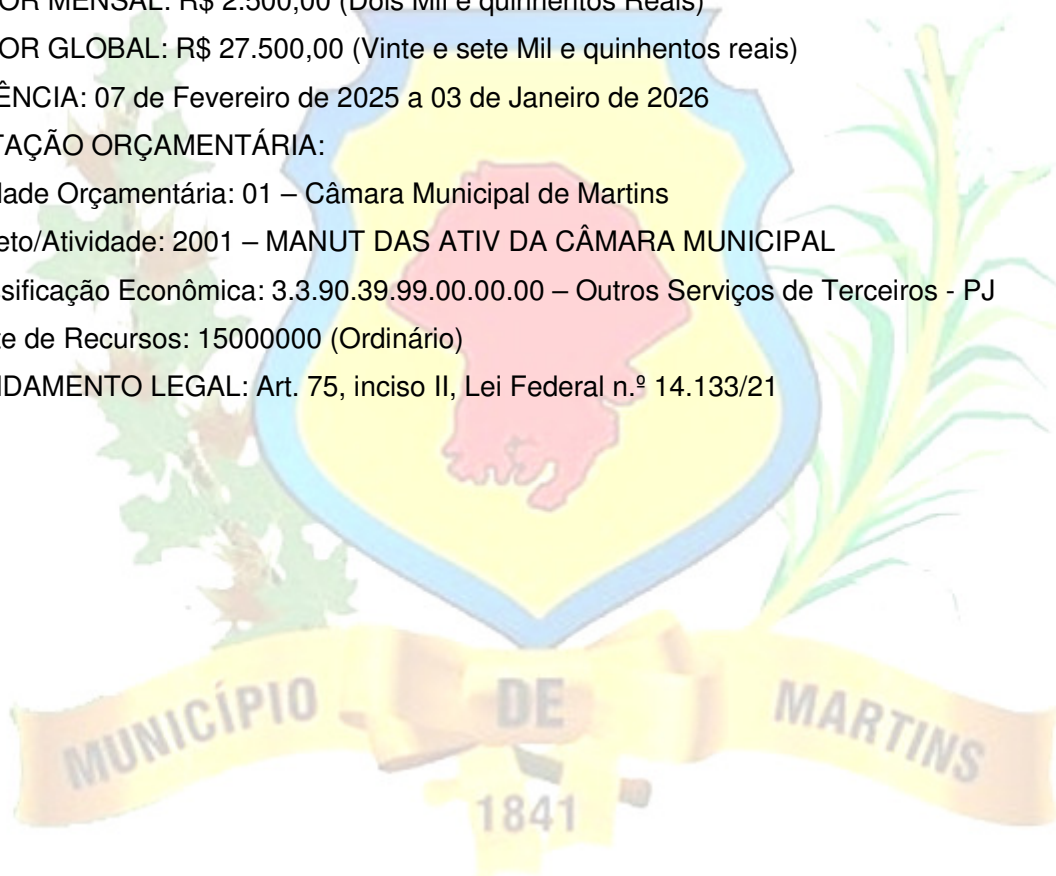 OR MENSAL: R$ 2.500,00 (Dois Mil e quinhentos Reais)
OR GLOBAL: R$ 27.500,00 (Vinte e sete Mil e quinhentos reais)
ÊNCIA: 07 de Fevereiro de 2025 a 03 de Janeiro de 2026
TAÇÃO ORÇAMENTÁRIA:
dade Orçamentária: 01 – Câmara Municipal de Martins
eto/Atividade: 2001 – MANUT DAS ATIV DA CÂMARA MUNICIPAL
sificação Econômica: 3.3.90.39.99.00.00.00 – Outros Serviços de Terceiros - PJ
te de Recursos: 15000000 (Ordinário)
NDAMENTO LEGAL: Art. 75, inciso II, Lei Federal n.º 14.133/21
MUNICÍPIO DE MARTINS
1841